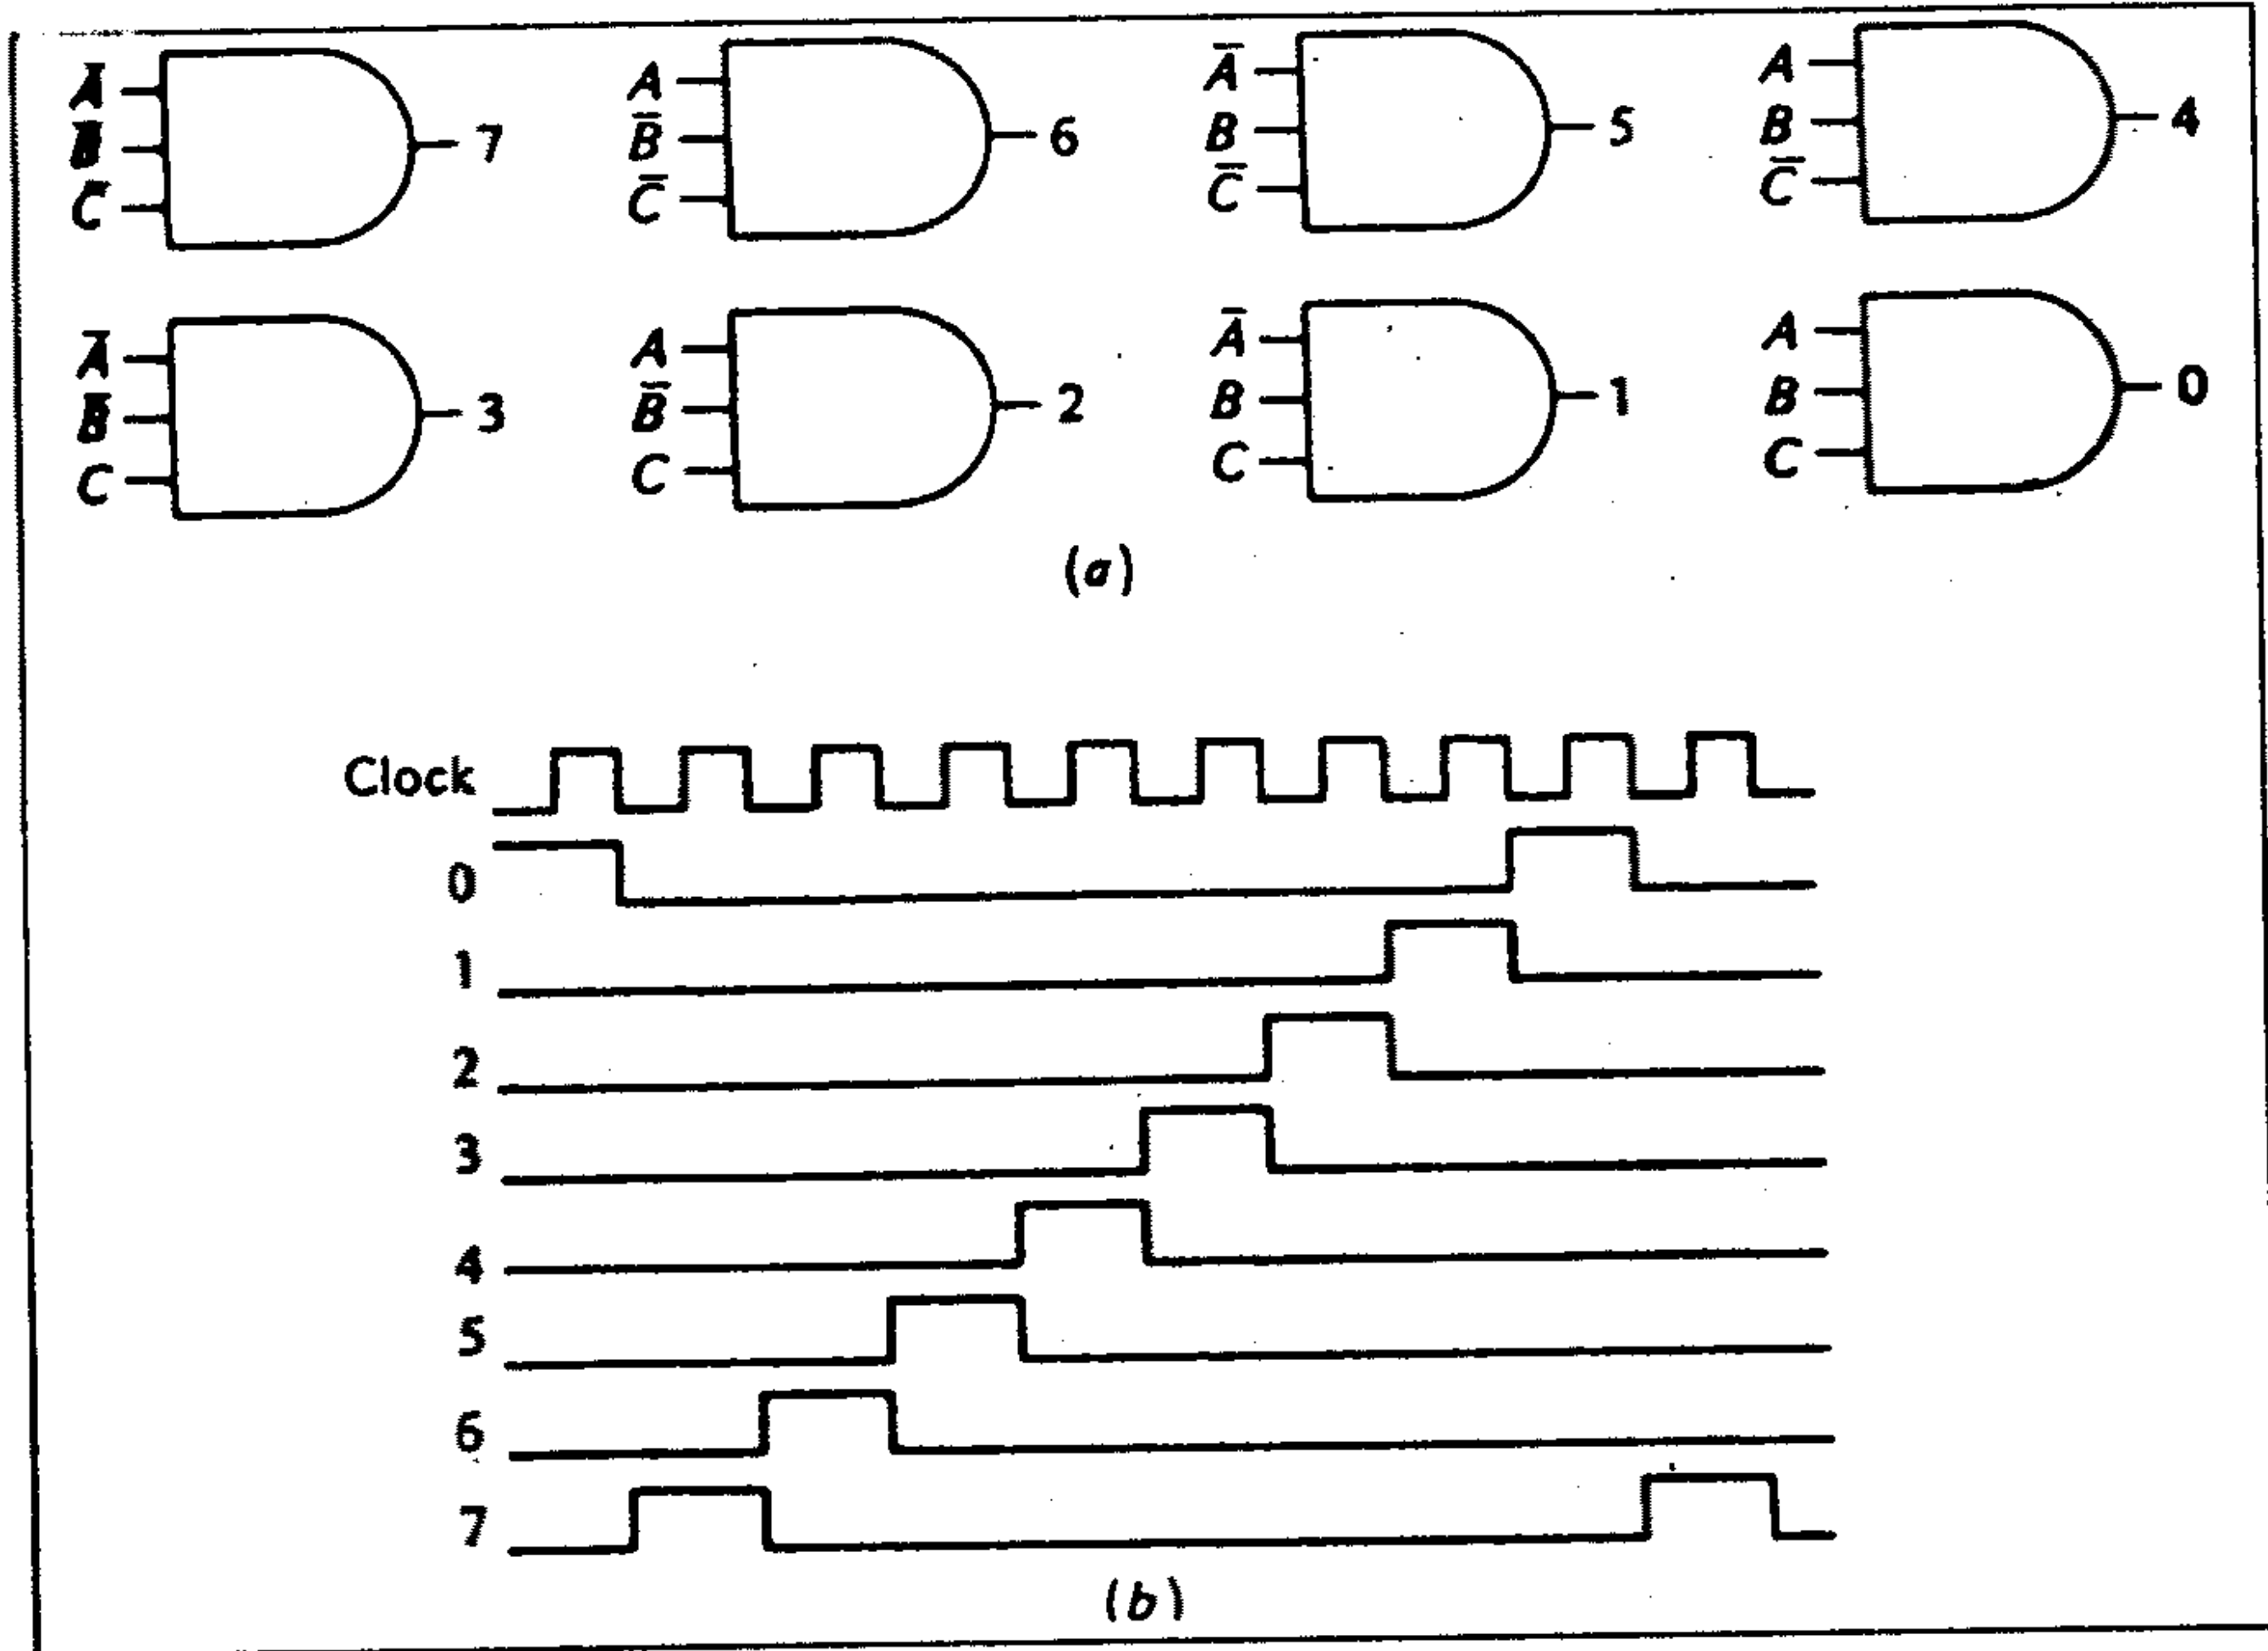 A̅ A A̅ A
B̅ 7 B̅ 6 B 5 B 4
C̅ C̅ C̅ C̅
A̅ A A̅ A
B̅ 3 B̅ 2 B 1 B 0
C C C C
(a)
Clock
0
1
2
3
4
5
6
7
(b)